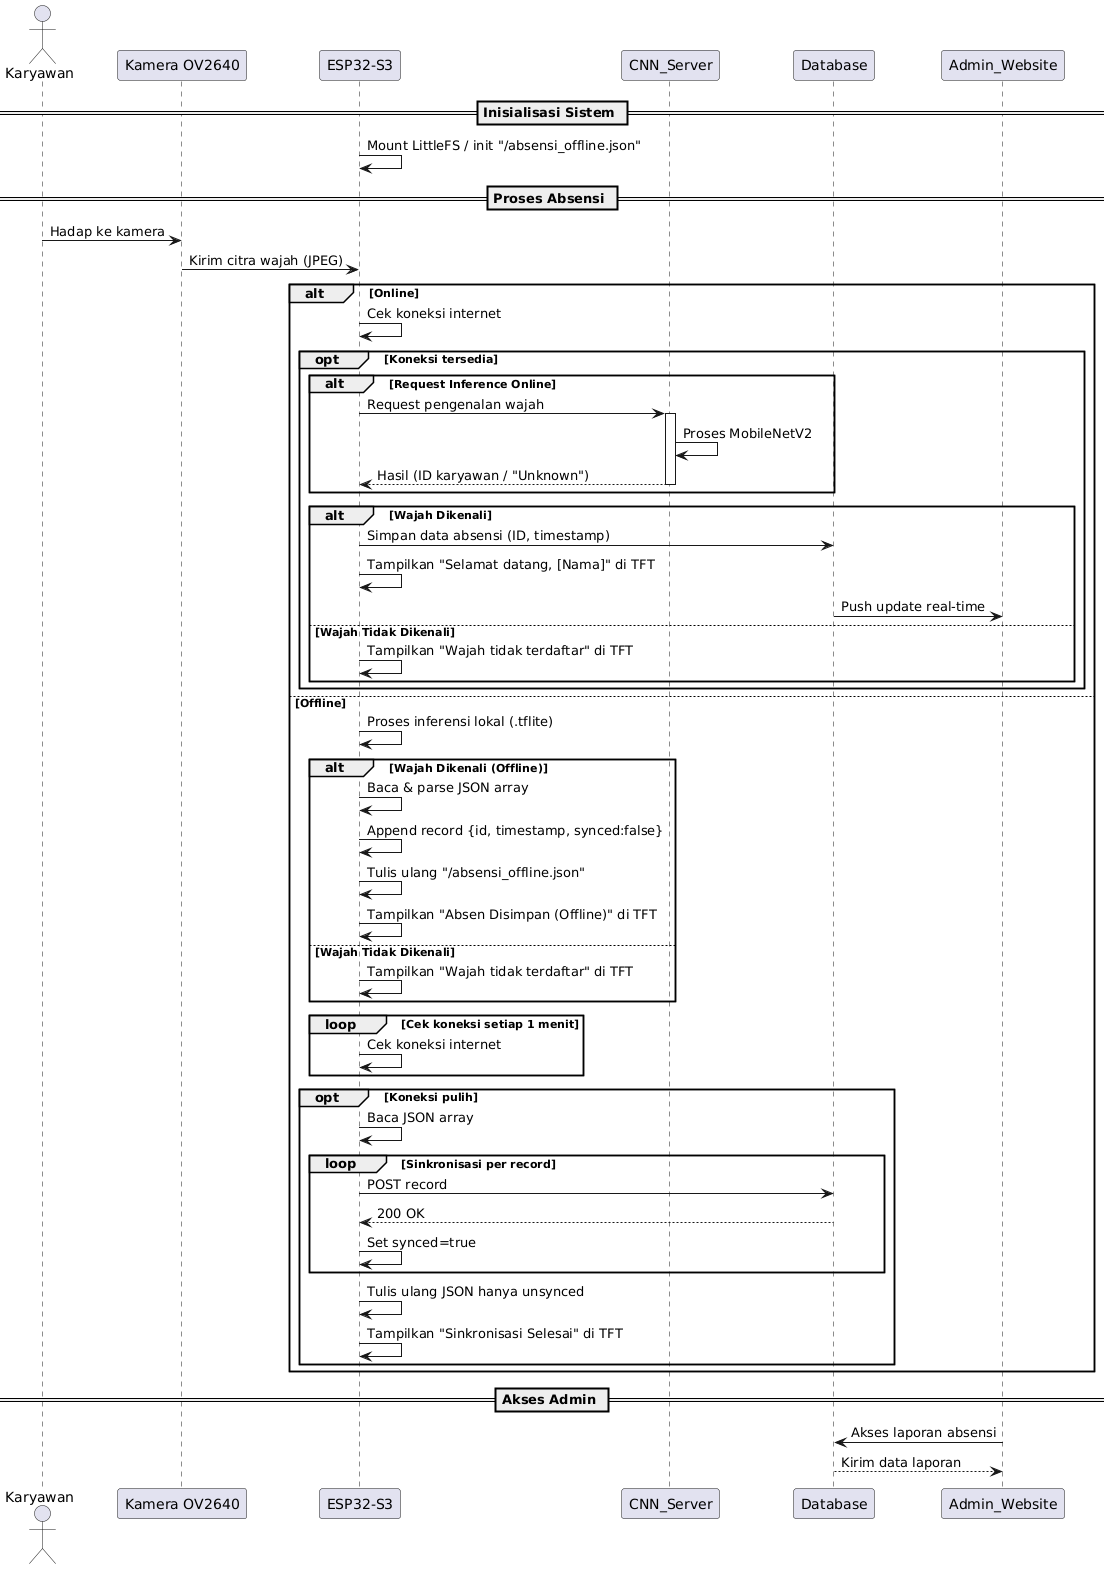 Karyawan
Kamera OV2640
ESP32-S3
CNN_Server
Database
Admin_Website
Inisialisasi Sistem
Mount LittleFS / init "/absensi_offline.json"
Proses Absensi
Hadap ke kamera
Kirim citra wajah (JPEG)
alt [Online]
Cek koneksi internet
opt [Koneksi tersedia]
alt [Request Inference Online]
Request pengenalan wajah
Proses MobileNetV2
Hasil (ID karyawan / "Unknown")
alt [Wajah Dikenali]
Simpan data absensi (ID, timestamp)
Tampilkan "Selamat datang, [Nama]" di TFT
Push update real-time
[Wajah Tidak Dikenali]
Tampilkan "Wajah tidak terdaftar" di TFT
[Offline]
Proses inferensi lokal (.tflite)
alt [Wajah Dikenali (Offline)]
Baca & parse JSON array
Append record {id, timestamp, synced:false}
Tulis ulang "/absensi_offline.json"
Tampilkan "Absen Disimpan (Offline)" di TFT
[Wajah Tidak Dikenali]
Tampilkan "Wajah tidak terdaftar" di TFT
loop [Cek koneksi setiap 1 menit]
Cek koneksi internet
opt [Koneksi pulih]
Baca JSON array
loop [Sinkronisasi per record]
POST record
200 OK
Set synced=true
Tulis ulang JSON hanya unsynced
Tampilkan "Sinkronisasi Selesai" di TFT
Akses Admin
Akses laporan absensi
Kirim data laporan
Karyawan
Kamera OV2640
ESP32-S3
CNN_Server
Database
Admin_Website